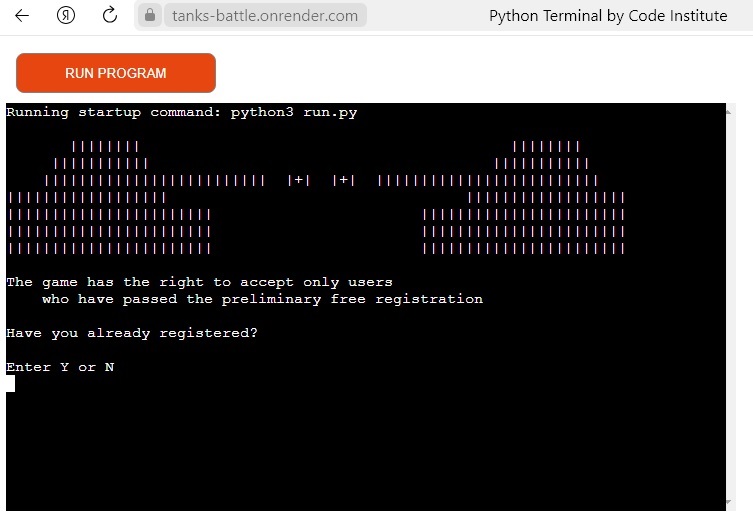 tanks-battle.onrender.com
Python Terminal by Code Institute
RUN PROGRAM
Running startup command: python3 run.py
The game has the right to accept only users
who have passed the preliminary free registration
Have you already registered?
Enter Y or N